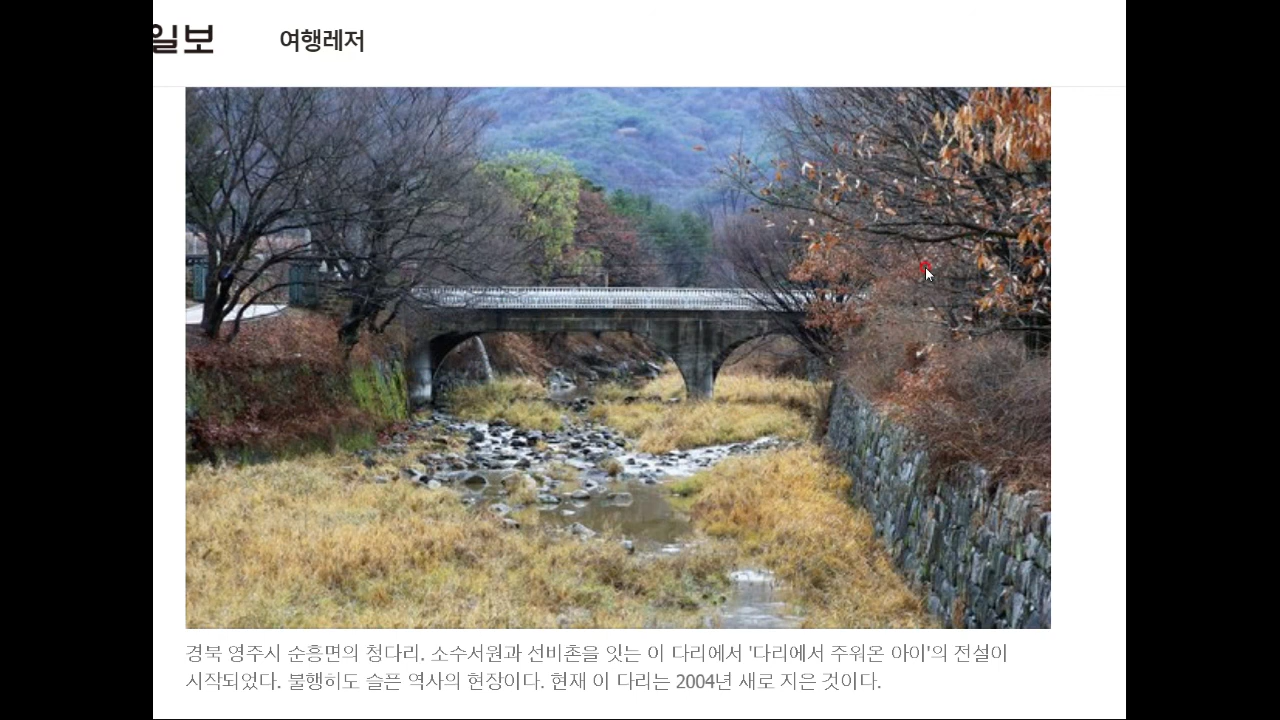 일보
여행레저
경북 영주시 순흥면의 청다리. 소수서원과 선비촌을 잇는 이 다리에서 '다리에서 주워온 아이'의 전설이
시작되었다. 불행히도 슬픈 역사의 현장이다. 현재 이 다리는 2004년 새로 지은 것이다.